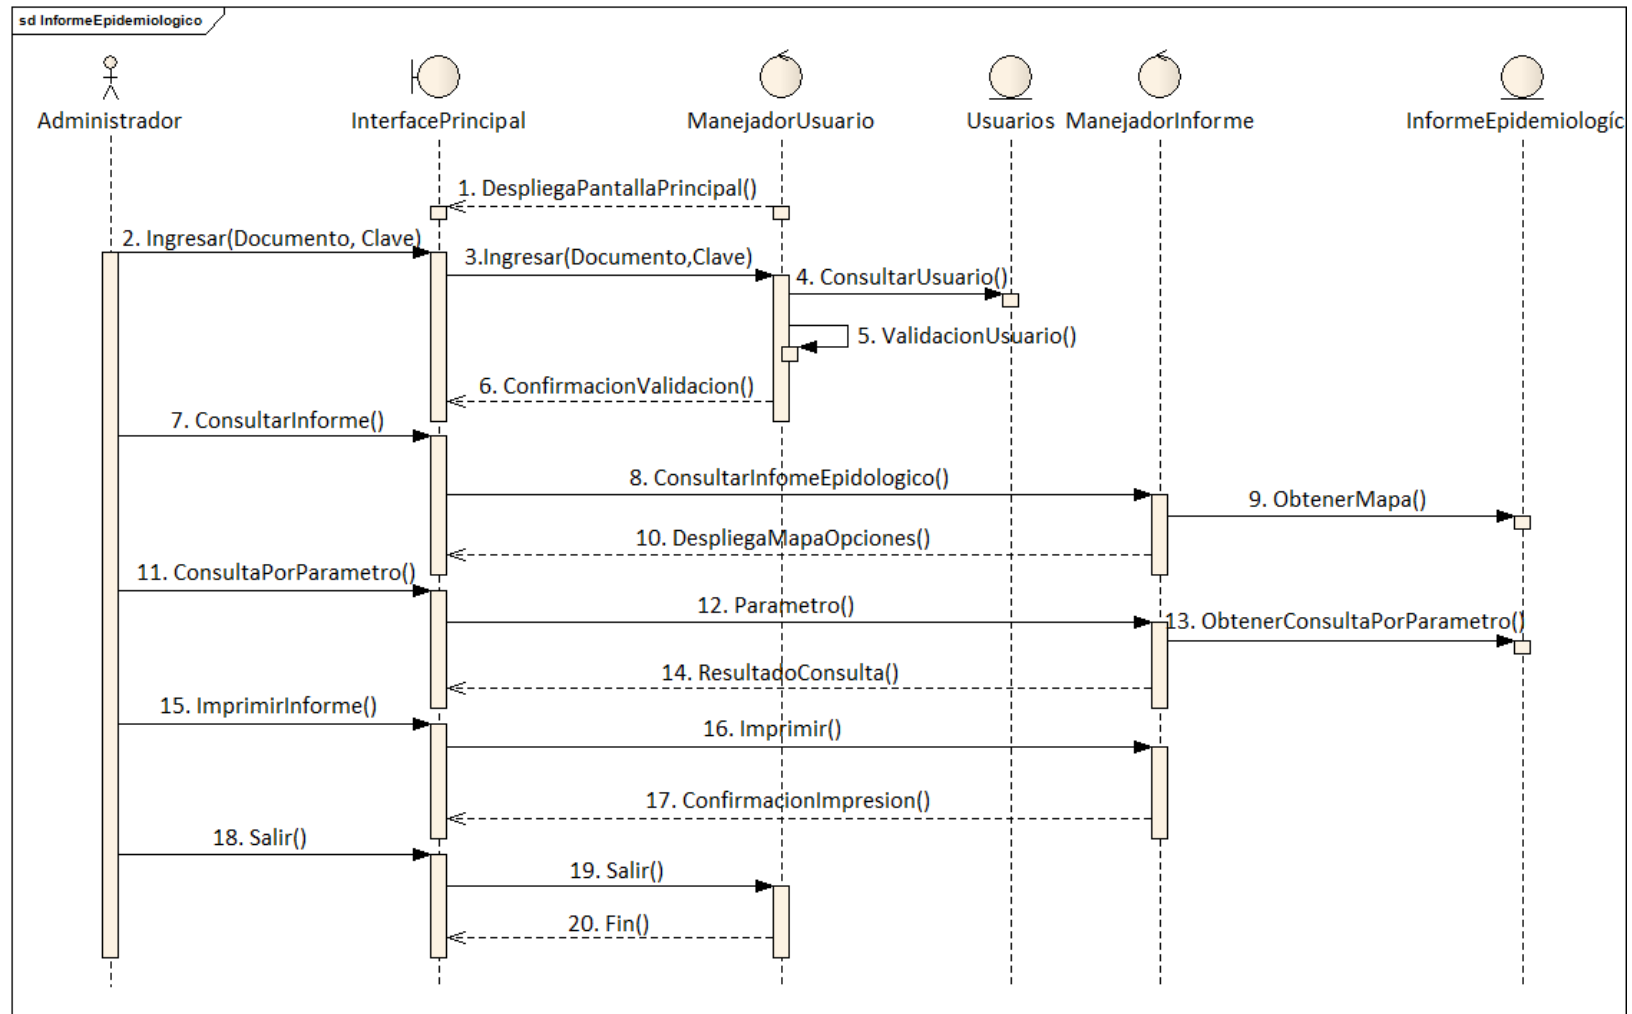 sd InformeEpidemiologico
Administrador
InterfacePrincipal
ManejadorUsuario
Usuarios
ManejadorInforme
InformeEpidemiologíc
1. DespliegaPantallaPrincipal()
2. Ingresar(Documento, Clave)
3.Ingresar(Documento,Clave)
4. ConsultarUsuario()
5. ValidacionUsuario()
6. ConfirmacionValidacion()
7. ConsultarInforme()
8. ConsultarInfomeEpidologico()
9. ObtenerMapa()
10. DespliegaMapaOpciones()
11. ConsultaPorParametro()
12. Parametro()
13. ObtenerConsultaPorParametro()
14. ResultadoConsulta()
15. ImprimirInforme()
16. Imprimir()
17. ConfirmacionImpresion()
18. Salir()
19. Salir()
20. Fin()